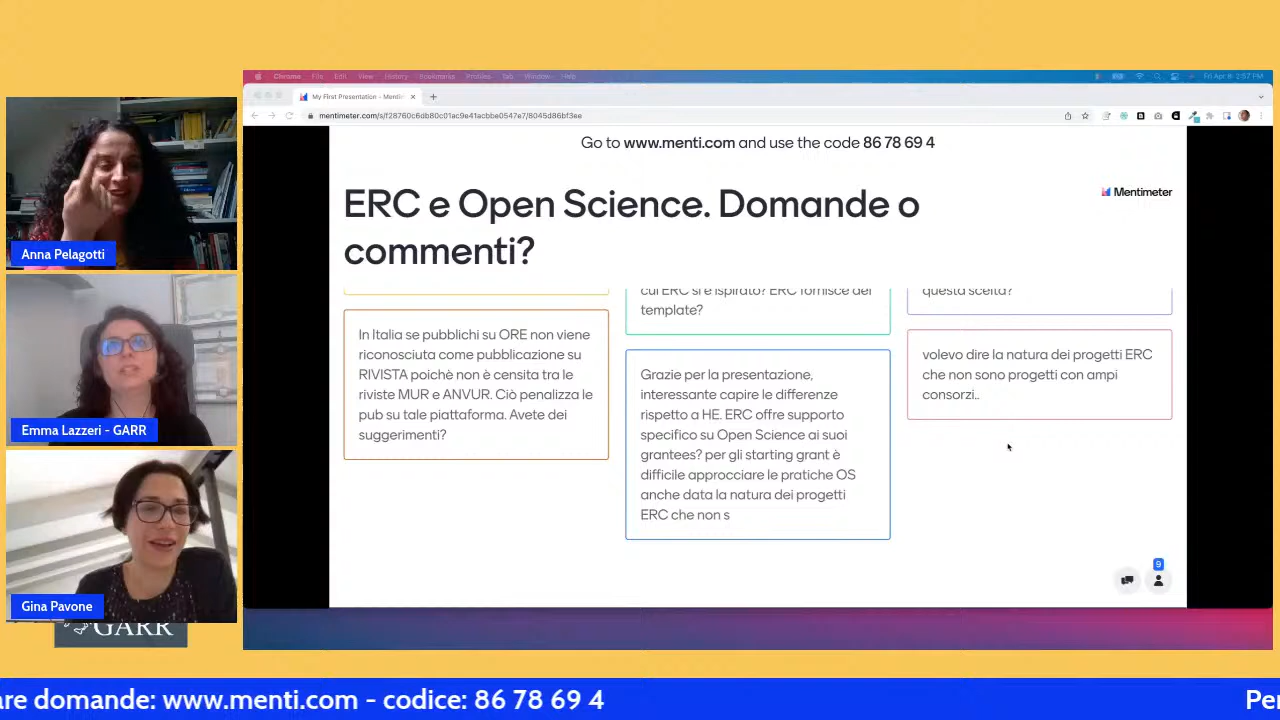 Chrome File Edit View History Bookmarks Profiles Tab Window Help
Fri Apr 8 2:57 PM
My First Presentation - Mentim
mentimeter.com/s/f28760c6db80c01ac9e41acbbe0547e7/8045d86bf3ee
Go to www.menti.com and use the code 86 78 69 4
Mentimeter
ERC e Open Science. Domande o
commenti?
In Italia se pubblichi su ORE non viene
riconosciuta come pubblicazione su
RIVISTA poichè non è censita tra le
riviste MUR e ANVUR. Ciò penalizza le
pub su tale piattaforma. Avete dei
suggerimenti?
cui ERC si è ispirato? ERC fornisce dei
template?
Grazie per la presentazione,
interessante capire le differenze
rispetto a HE. ERC offre supporto
specifico su Open Science ai suoi
grantees? per gli starting grant è
difficile approcciare le pratiche OS
anche data la natura dei progetti
ERC che non s
questa scelta?
volevo dire la natura dei progetti ERC
che non sono progetti con ampi
consorzi..
9
Anna Pelagotti
Emma Lazzeri - GARR
Gina Pavone
GARR
are domande: www.menti.com - codice: 86 78 69 4
Per